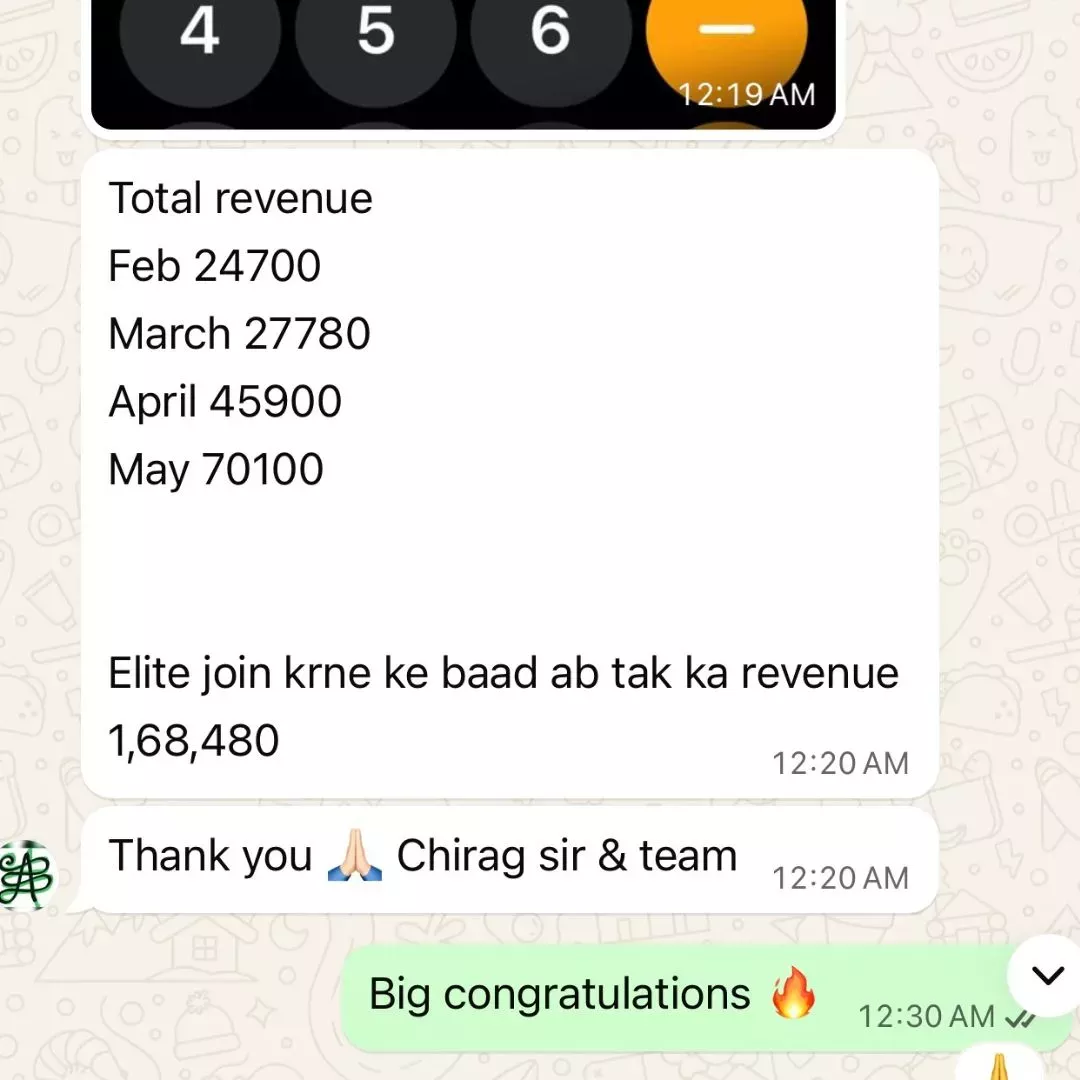 4 5 6 −
12:19 AM
Total revenue
Feb 24700
March 27780
April 45900
May 70100
Elite join krne ke baad ab tak ka revenue
1,68,480
12:20 AM
Thank you 🙏🏻 Chirag sir & team
12:20 AM
Big congratulations 🔥
12:30 AM